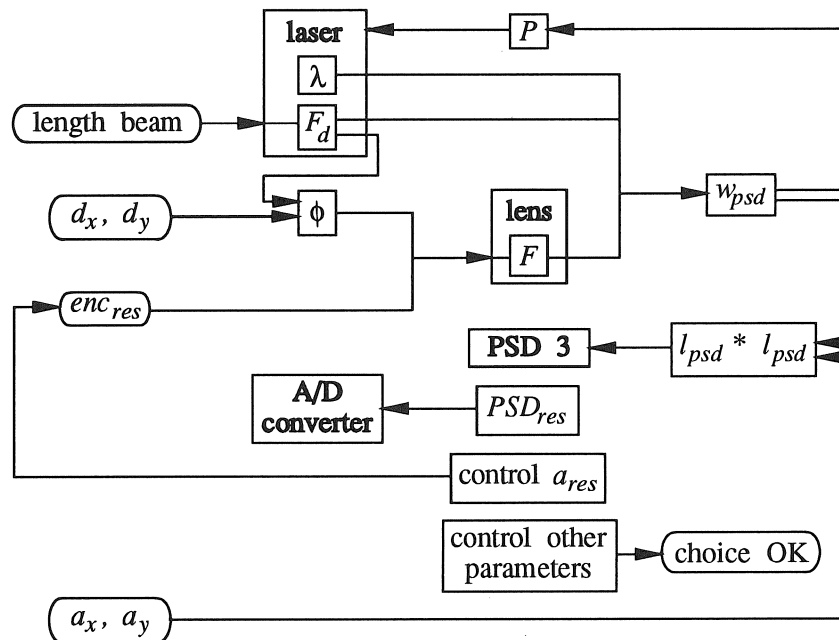 laser
P
λ
length beam
F_d
d_x, d_y
ϕ
lens
w_psd
F
enc_res
PSD 3
l_psd * l_psd
A/D
converter
PSD_res
control a_res
control other
parameters
choice OK
a_x, a_y